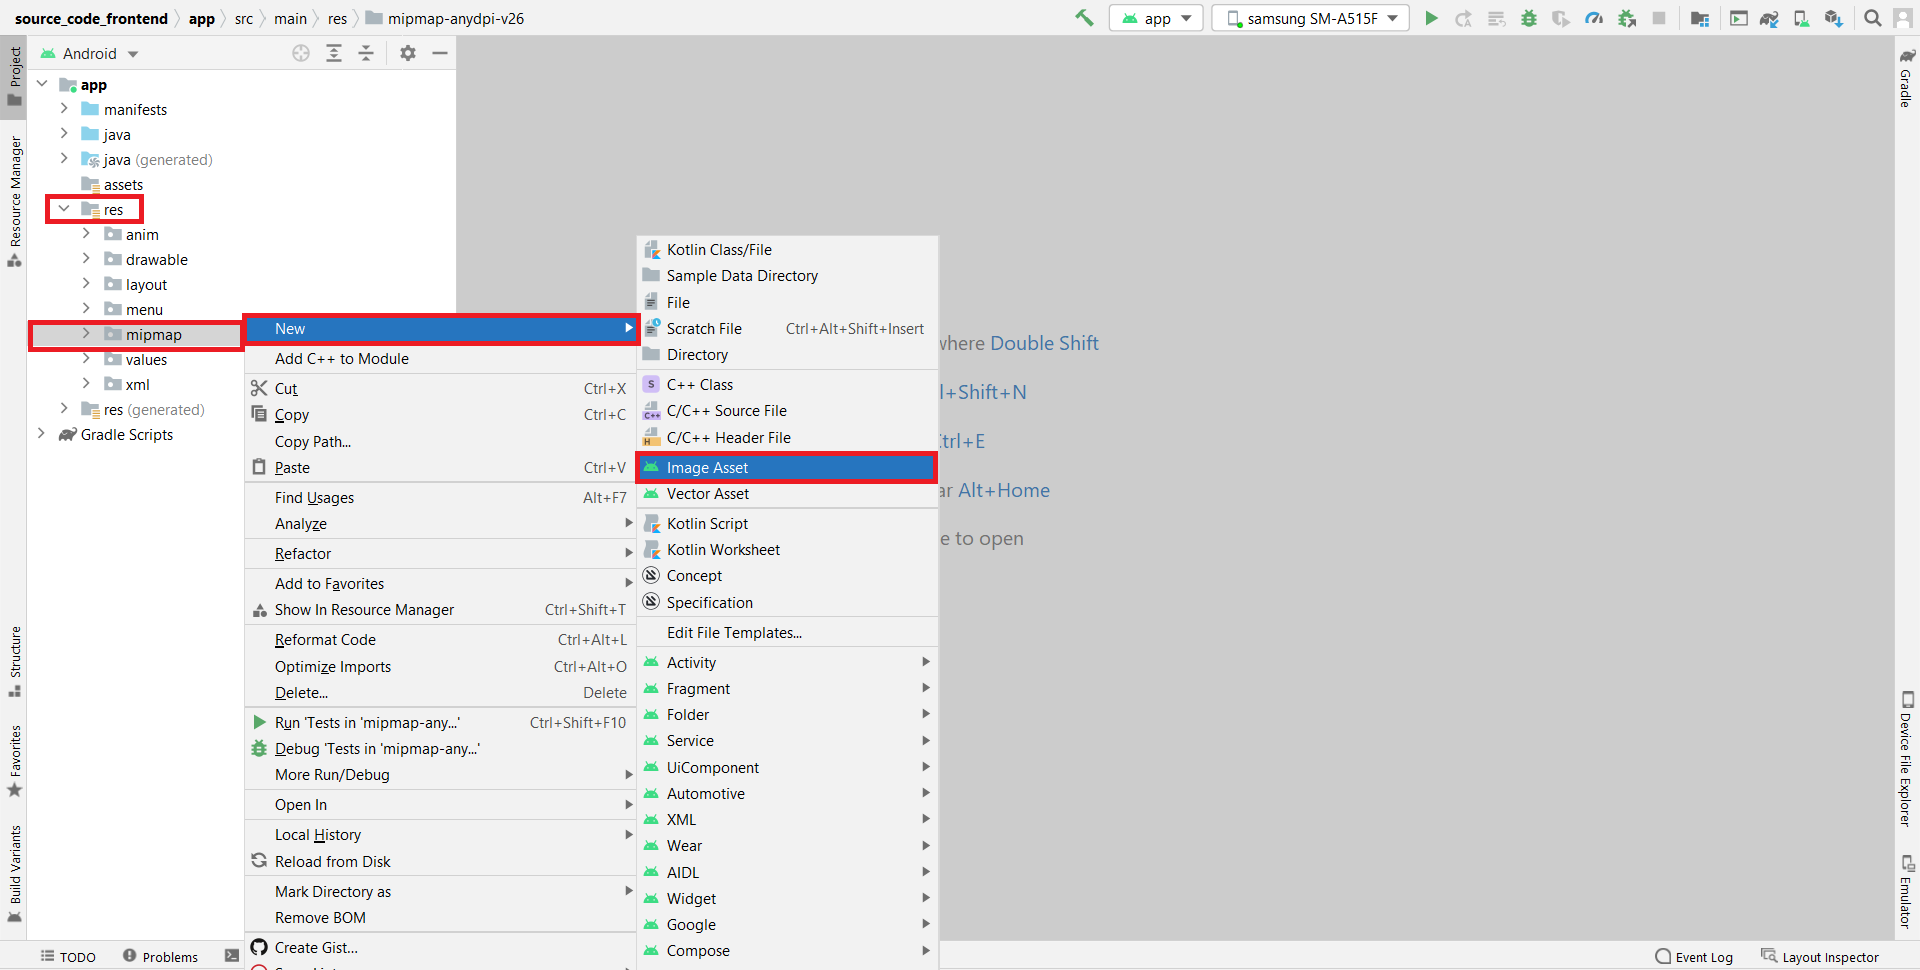 source_code_frontend app src main res mipmap-anydpi-v26
app
samsung SM-A515F
Project
Resource Manager
Structure
Favorites
Build Variants
Android
app
manifests
java
java (generated)
assets
res
anim
drawable
layout
menu
mipmap
values
xml
res (generated)
Gradle Scripts
New
Add C++ to Module
Cut Ctrl+X
Copy Ctrl+C
Copy Path...
Paste Ctrl+V
Find Usages Alt+F7
Analyze
Refactor
Add to Favorites
Show In Resource Manager Ctrl+Shift+T
Reformat Code Ctrl+Alt+L
Optimize Imports Ctrl+Alt+O
Delete... Delete
Run 'Tests in 'mipmap-any...' Ctrl+Shift+F10
Debug 'Tests in 'mipmap-any...'
More Run/Debug
Open In
Local History
Reload from Disk
Mark Directory as
Remove BOM
Create Gist...
Kotlin Class/File
Sample Data Directory
File
Scratch File Ctrl+Alt+Shift+Insert
Directory
S C++ Class
C++ C/C++ Source File
H C/C++ Header File
Image Asset
Vector Asset
Kotlin Script
Kotlin Worksheet
Concept
Specification
Edit File Templates...
Activity
Fragment
Folder
Service
UiComponent
Automotive
XML
Wear
AIDL
Widget
Google
Compose
where Double Shift
l+Shift+N
trl+E
ar Alt+Home
e to open
Gradle
Device File Explorer
Emulator
TODO
Problems
Event Log
Layout Inspector